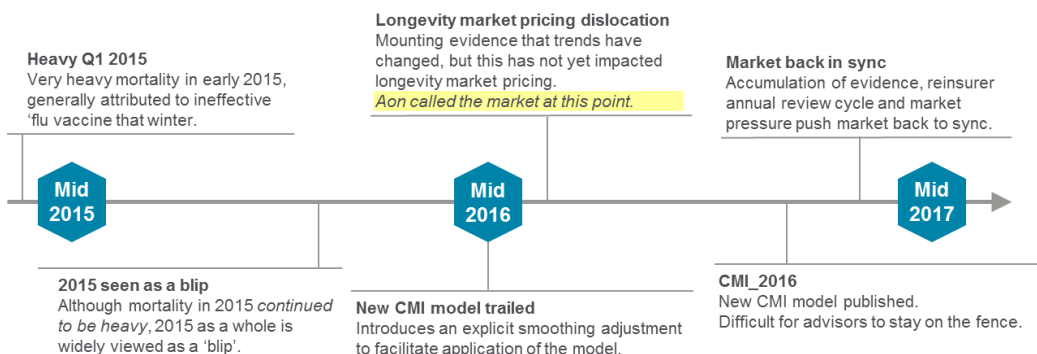 Heavy Q1 2015
Very heavy mortality in early 2015,
generally attributed to ineffective
‘flu vaccine that winter.
Longevity market pricing dislocation
Mounting evidence that trends have
changed, but this has not yet impacted
longevity market pricing.
Aon called the market at this point.
Market back in sync
Accumulation of evidence, reinsurer
annual review cycle and market
pressure push market back to sync.
Mid
2015
Mid
2016
Mid
2017
2015 seen as a blip
Although mortality in 2015 continued
to be heavy, 2015 as a whole is
widely viewed as a ‘blip’.
New CMI model trailed
Introduces an explicit smoothing adjustment
to facilitate application of the model.
CMI_2016
New CMI model published.
Difficult for advisors to stay on the fence.